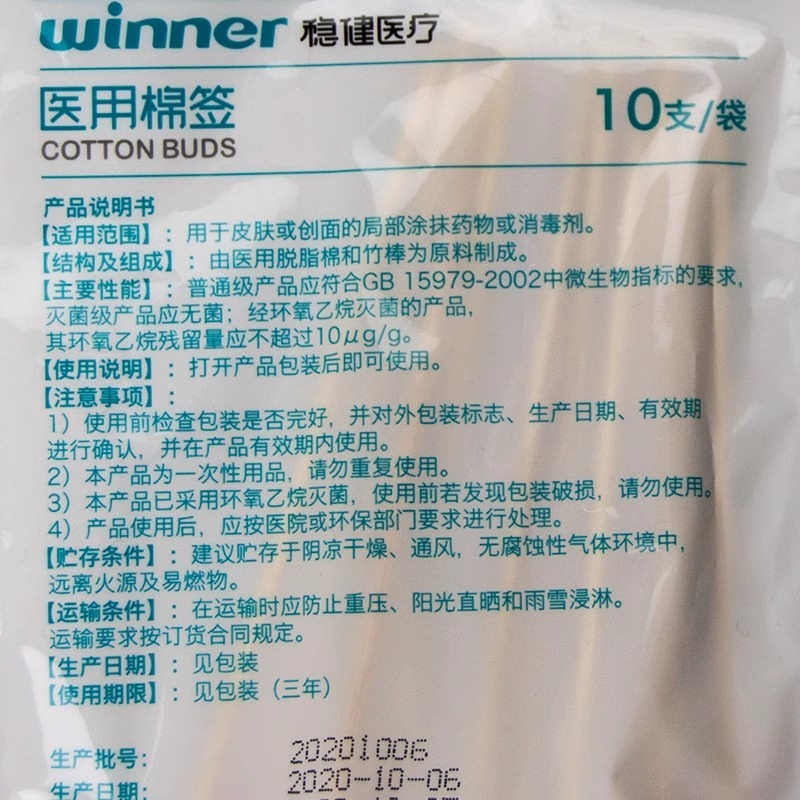 winner 稳健医疗
医用棉签 10支/袋
COTTON BUDS
产品说明书
【适用范围】：用于皮肤或创面的局部涂抹药物或消毒剂。
【结构及组成】：由医用脱脂棉和竹棒为原料制成。
【主要性能】：普通级产品应符合GB 15979-2002中微生物指标的要求，
灭菌级产品应无菌；经环氧乙烷灭菌的产品，
其环氧乙烷残留量应不超过10μg/g。
【使用说明】：打开产品包装后即可使用。
【注意事项】：
1）使用前检查包装是否完好，并对外包装标志、生产日期、有效期
进行确认，并在产品有效期内使用。
2）本产品为一次性用品，请勿重复使用。
3）本产品已采用环氧乙烷灭菌，使用前若发现包装破损，请勿使用。
4）产品使用后，应按医院或环保部门要求进行处理。
【贮存条件】：建议贮存于阴凉干燥、通风，无腐蚀性气体环境中，
远离火源及易燃物。
【运输条件】：在运输时应防止重压、阳光直晒和雨雪浸淋。
运输要求按订货合同规定。
【生产日期】：见包装
【使用期限】：见包装（三年）
生产批号：20201006
生产日期：2020-10-06